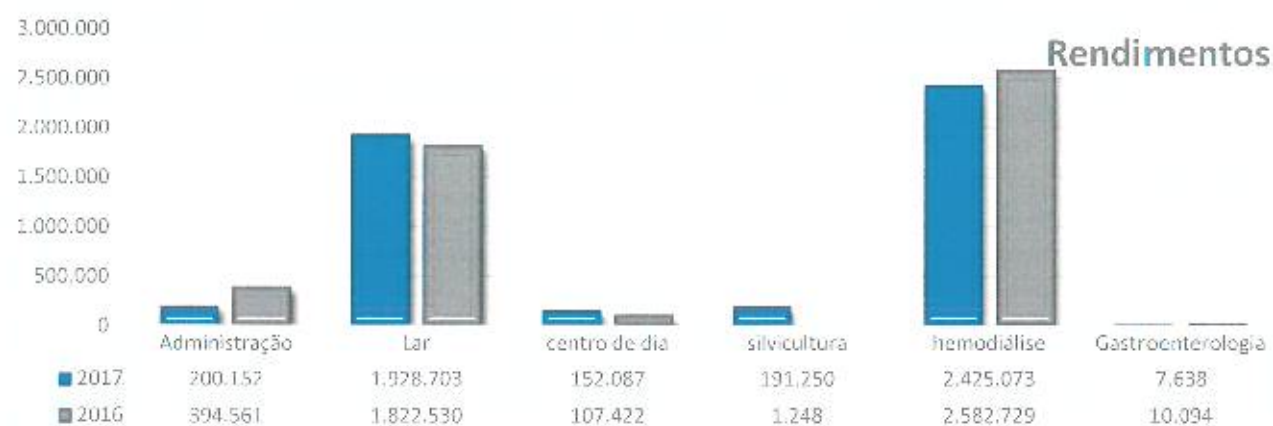 3.000.000
Rendimentos
2.500.000
2.000.000
1.500.000
1.000.000
500.000
0
Administração Lar centro de dia silvicultura hemodiálise Gastroenterologia
2017 200.152 1.928.703 152.087 191.250 2.425.073 7.638
2016 394.561 1.822.530 107.422 1.248 2.582.729 10.094